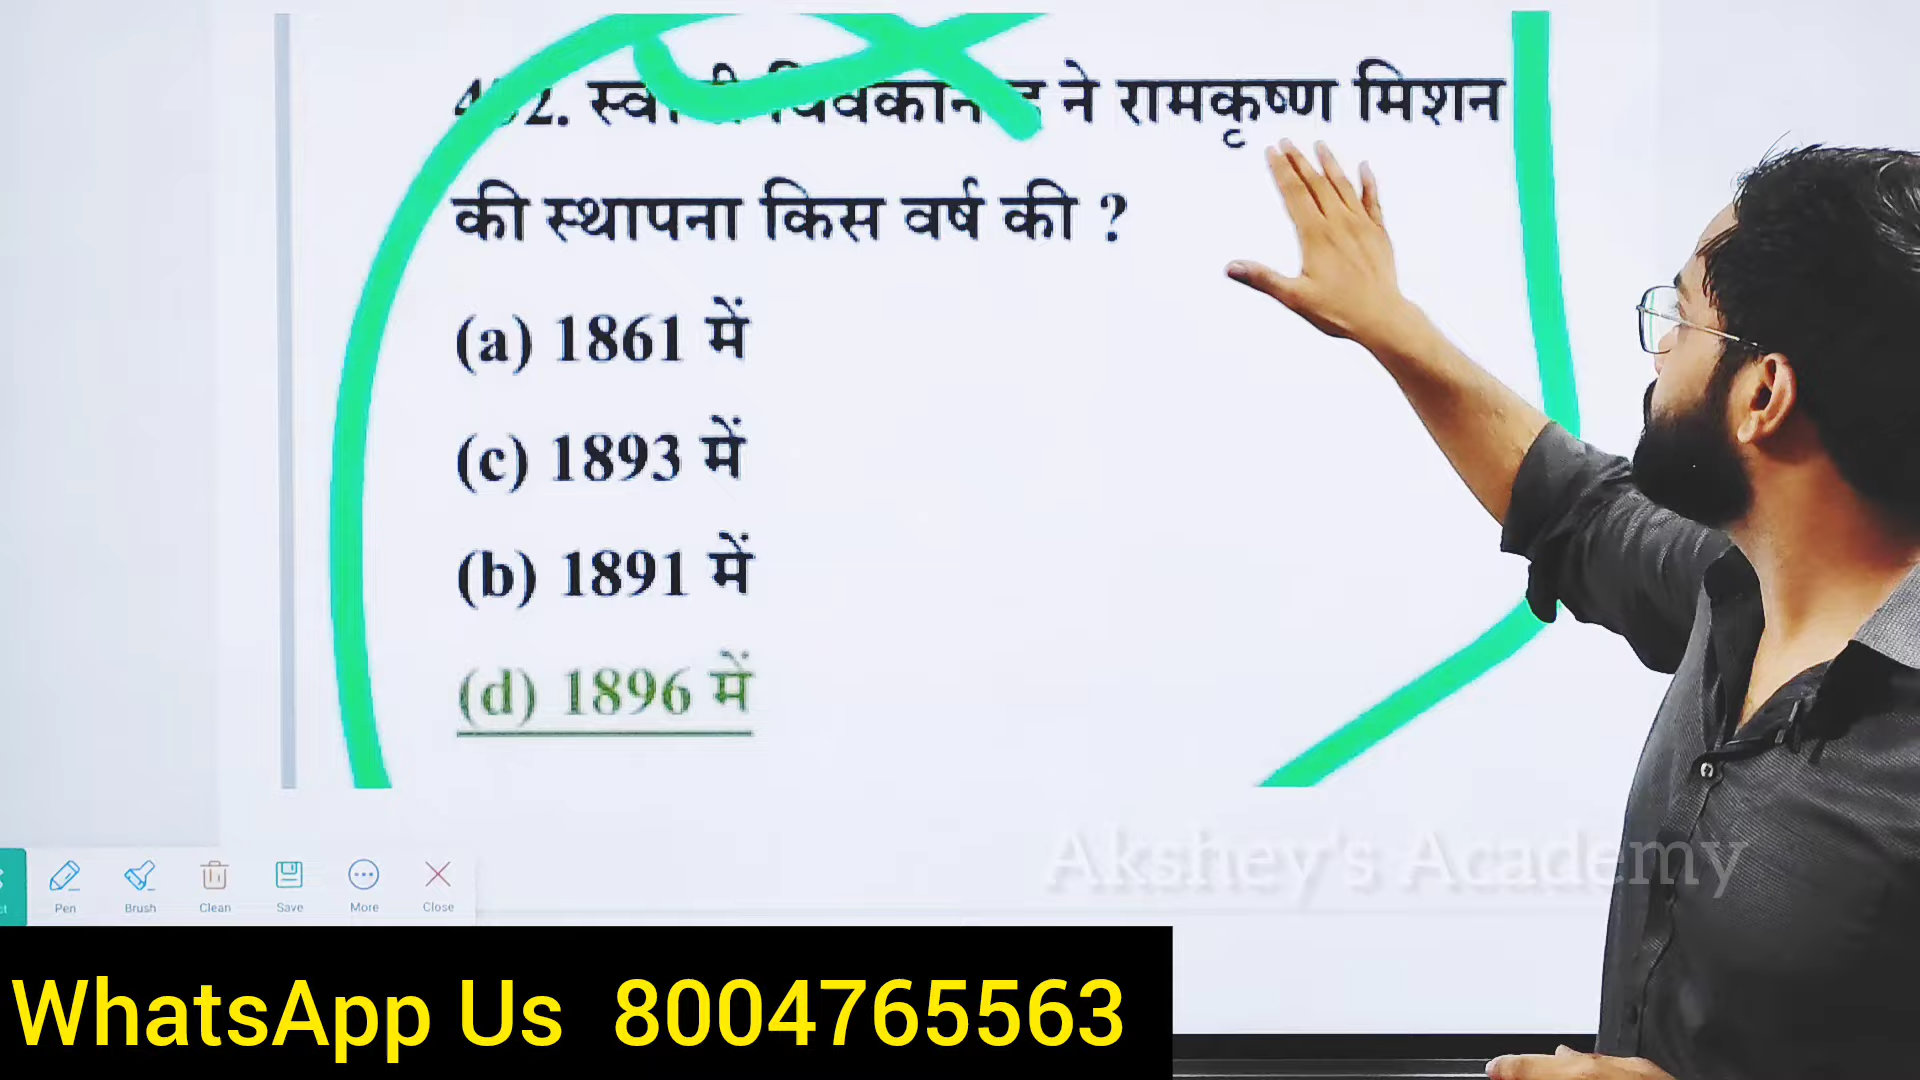 2. ने रामकृष्ण मिशन
की स्थापना किस वर्ष की ?
(a) 1861 में
(c) 1893 में
(b) 1891 में
(d) 1896 में
Akshey's Academy
Pen Brush Clean Save More Close
WhatsApp Us 8004765563